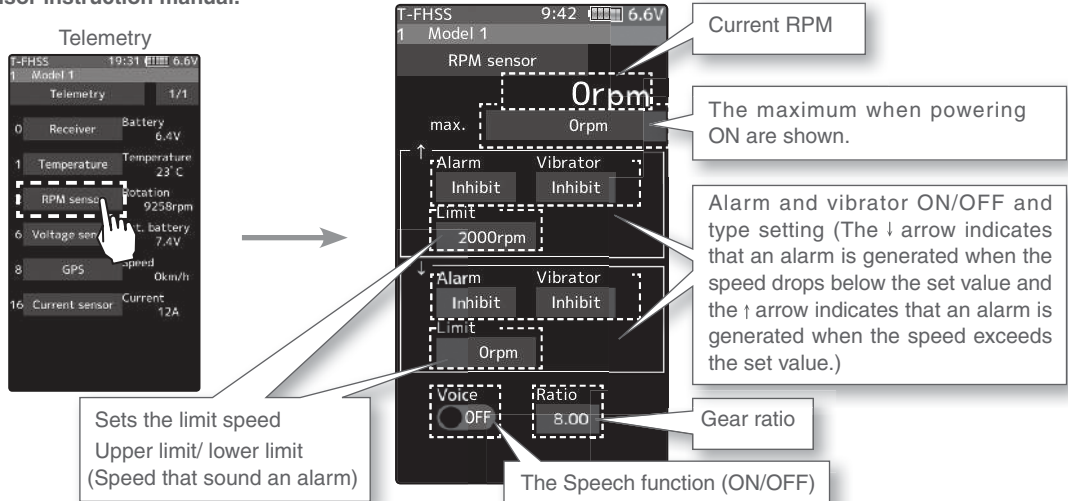 sor instruction manual.
Telemetry
T-FHSS 19:31 6.6V
1 Model 1
Telemetry 1/1
0 Receiver Battery
6.4V
1 Temperature Temperature
23°C
RPM senso Rotation
9258rpm
6 Voltage sen t. battery
7.4V
8 GPS Speed
0km/h
16 Current sensor Current
12A
T-FHSS 9:42 6.6V
1 Model 1
RPM sensor
0rpm
max. 0rpm
↑ Alarm Vibrator
Inhibit Inhibit
Limit
2000rpm
↓ Alarm Vibrator
Inhibit Inhibit
Limit
0rpm
Voice Ratio
OFF 8.00
Current RPM
The maximum when powering
ON are shown.
Alarm and vibrator ON/OFF and
type setting (The ↓ arrow indicates
that an alarm is generated when the
speed drops below the set value and
the ↑ arrow indicates that an alarm is
generated when the speed exceeds
the set value.)
Sets the limit speed
Upper limit/ lower limit
(Speed that sound an alarm)
Gear ratio
The Speech function (ON/OFF)